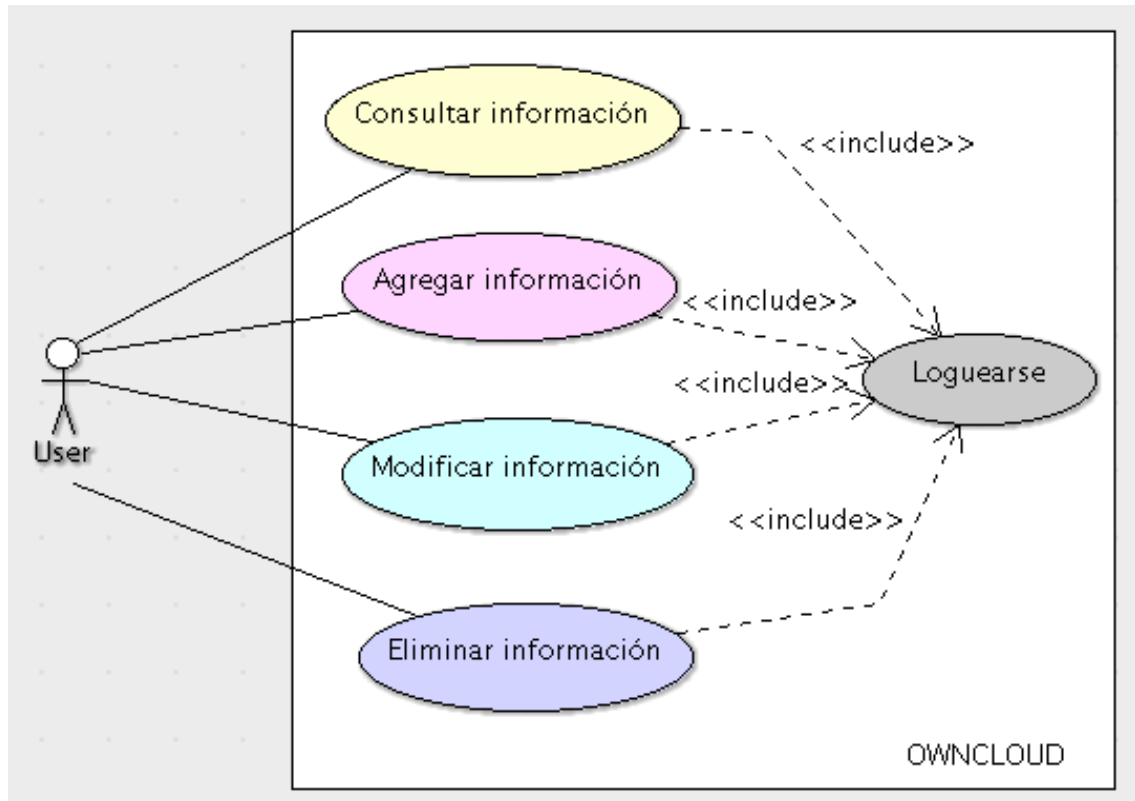 Consultar información
<<include>>
Agregar información
<<include>>
Loguearse
<<include>>
User
Modificar información
<<include>>
Eliminar información
OWNCLOUD